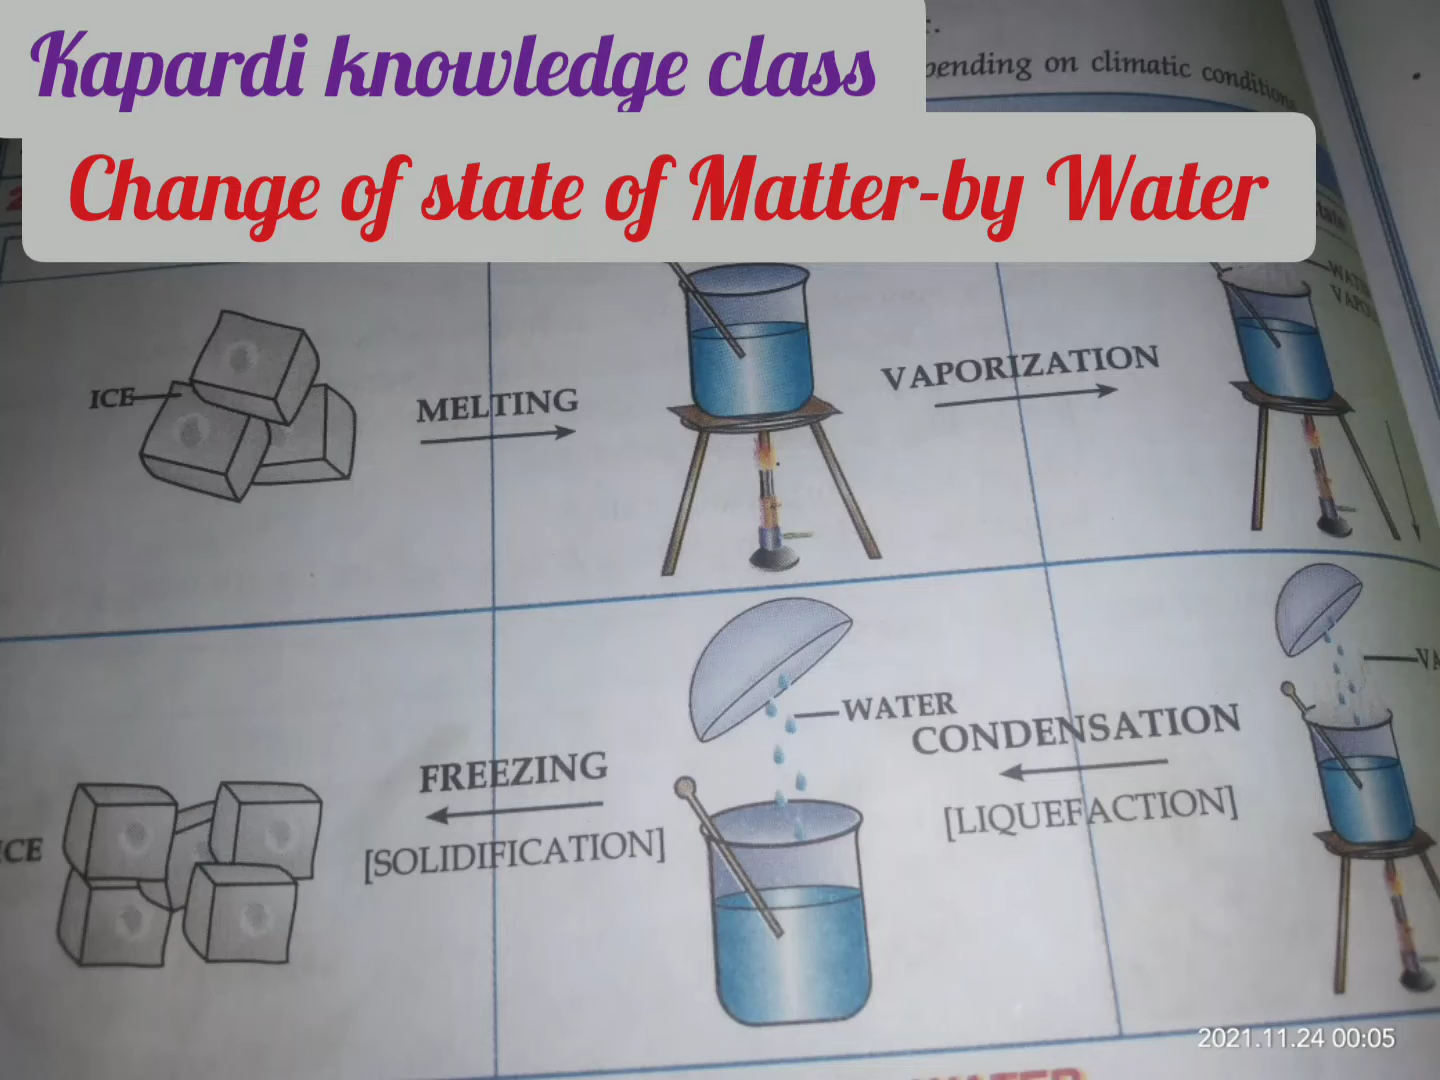 Kapardi knowledge class
pending on climatic conditions
Change of state of Matter-by Water
ICE
MELTING
VAPORIZATION
WATER
CONDENSATION
[LIQUEFACTION]
FREEZING
[SOLIDIFICATION]
ICE
2021.11.24 00:05
WATER